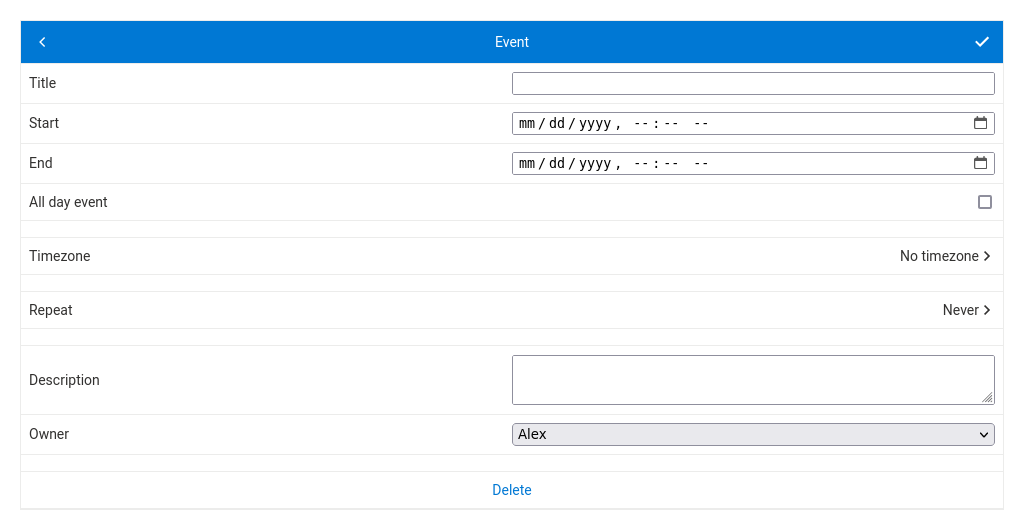 Event
Title
Start mm/dd/yyyy, --:-- --
End mm/dd/yyyy, --:-- --
All day event
Timezone No timezone
Repeat Never
Description
Owner Alex
Delete